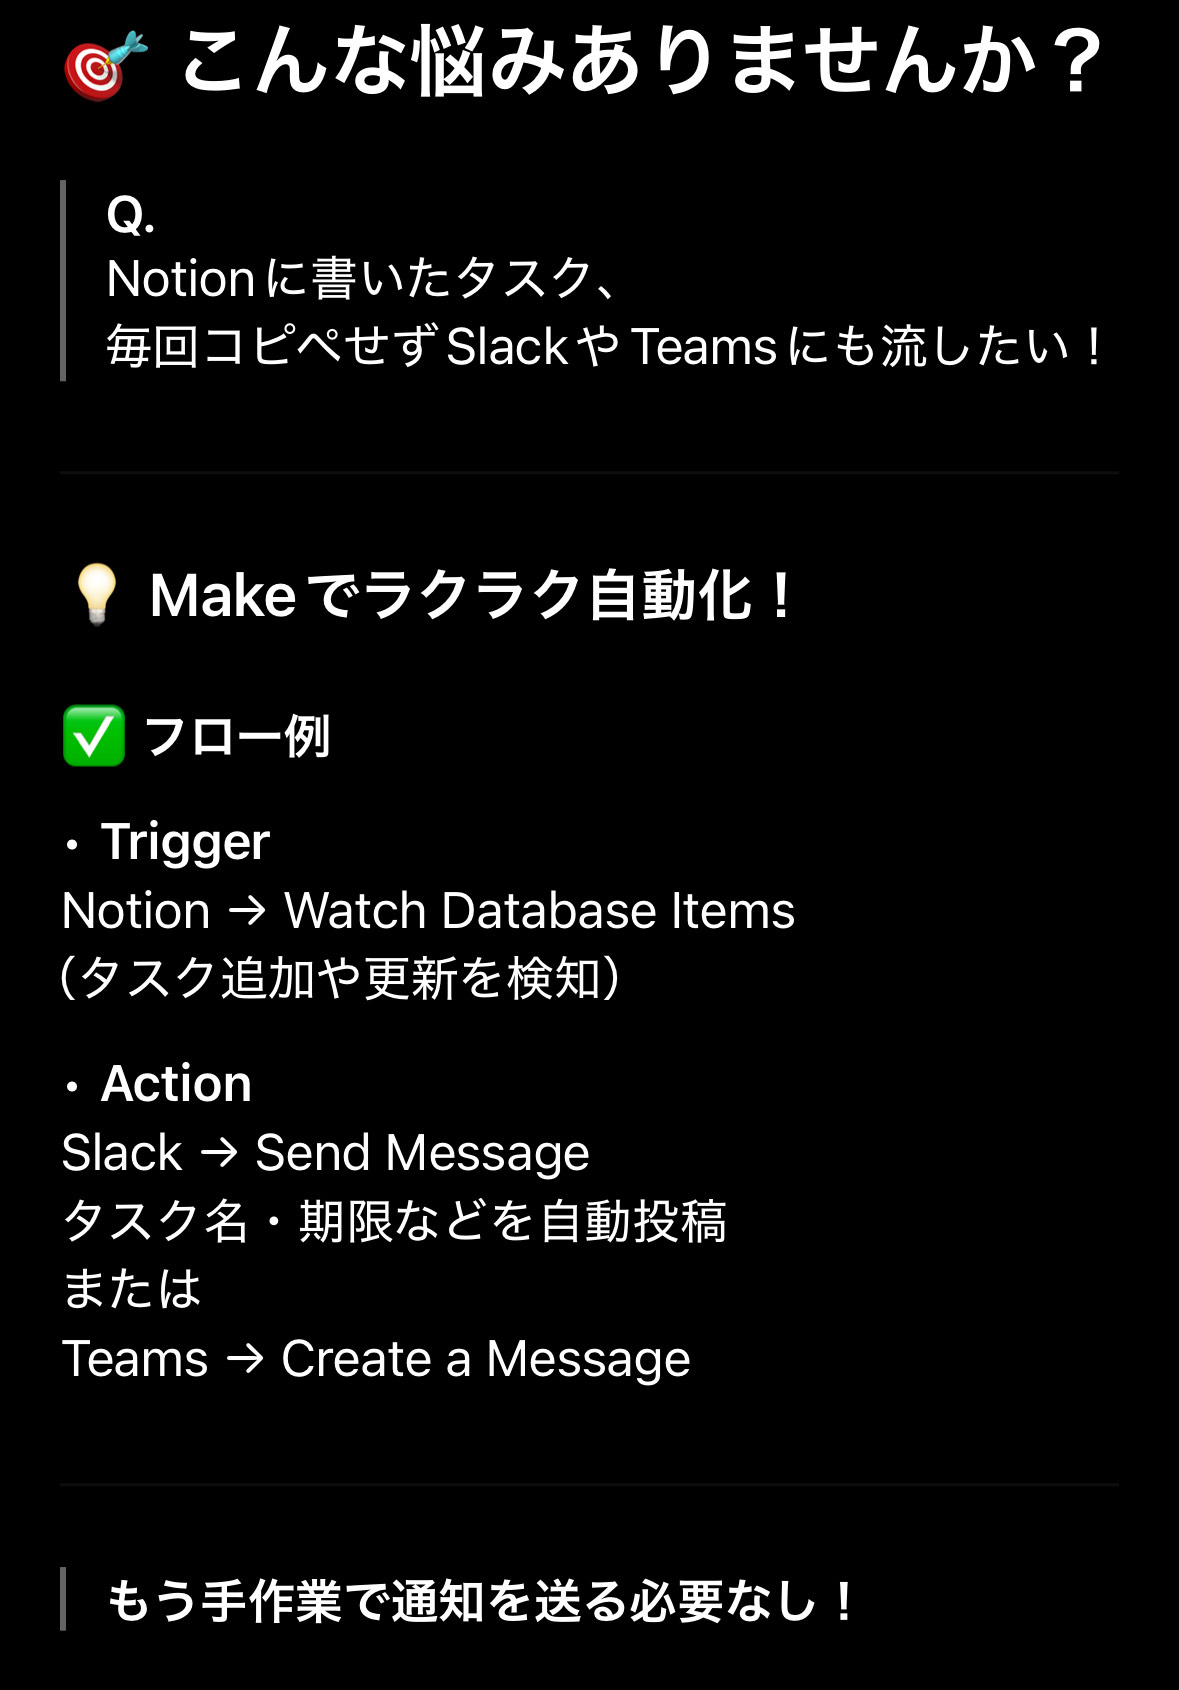 🎯 こんな悩みありませんか？
Q.
Notionに書いたタスク、
毎回コピペせずSlackやTeamsにも流したい！
💡 Makeでラクラク自動化！
✅ フロー例
・Trigger
Notion → Watch Database Items
（タスク追加や更新を検知）
・Action
Slack → Send Message
タスク名・期限などを自動投稿
または
Teams → Create a Message
もう手作業で通知を送る必要なし！